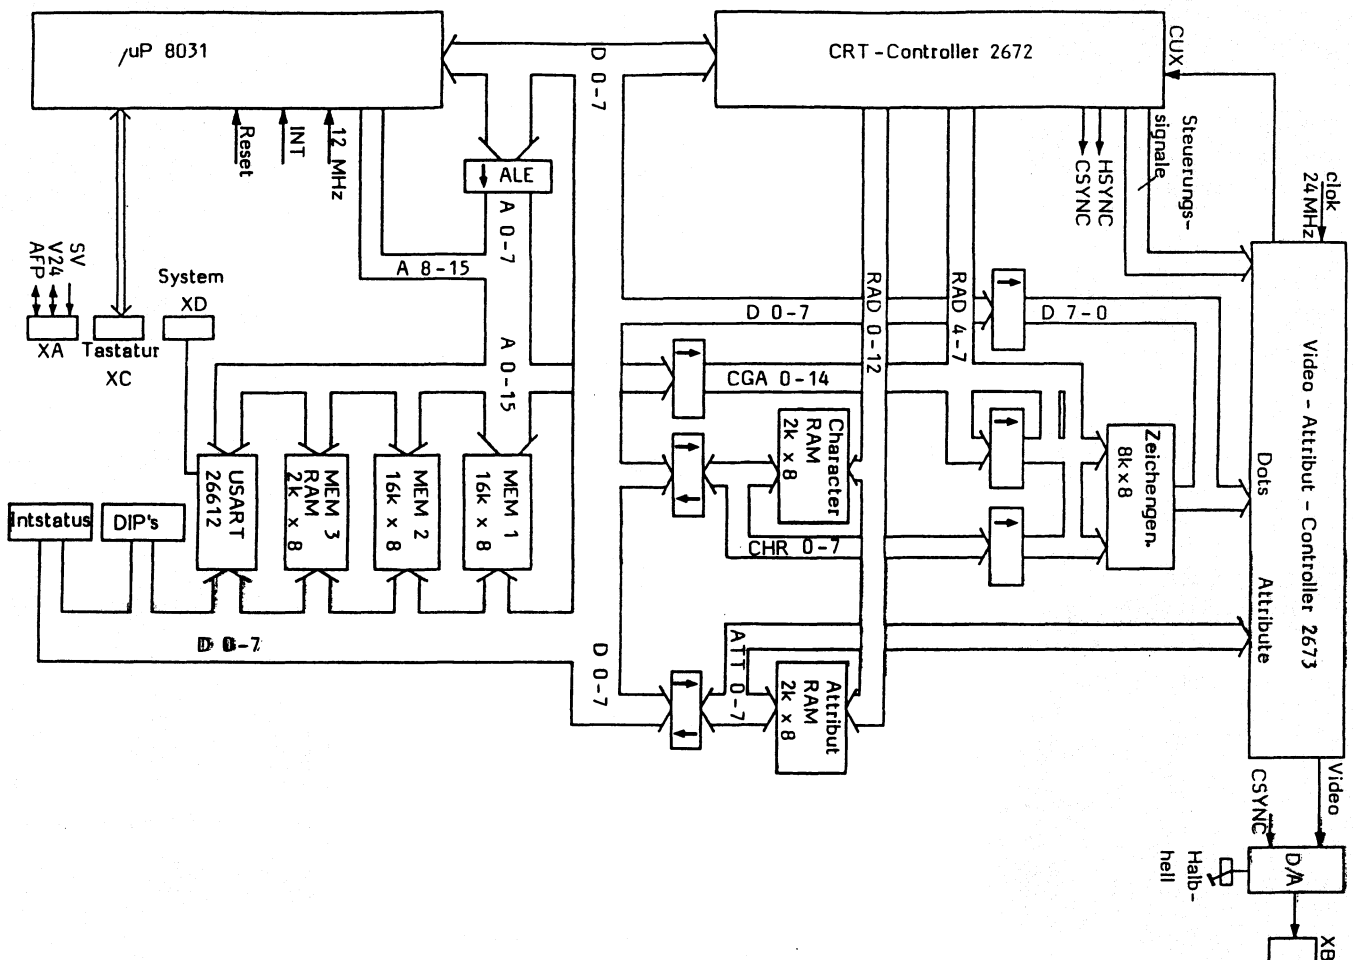 /uP 8031
CRT-Controller 2672
CUX
D 0-7
Steuerungs-
signale
Reset
INT
12 MHz
ALE
HSYNC
CSYNC
clok
24MHz
A 0-7
A 8-15
SV
V24
AFP
XA
Tastatur
XC
System
XD
RAD 0-12
RAD 4-7
D 0-7
D 7-0
A 0-15
CGA 0-14
Video-Attribut-Controller 2673
Dots
Attribute
Character
RAM
2k x 8
Zeichengen.
8k x 8
Intstatus
DIP's
USART
26612
MEM 3
RAM
2k x 8
MEM 2
16k x 8
MEM 1
16k x 8
CHR 0-7
D 0-7
D 0-7
ATT 0-7
Attribut
RAM
2k x 8
Video
CSYNC
D/A
Halb-
hell
XB